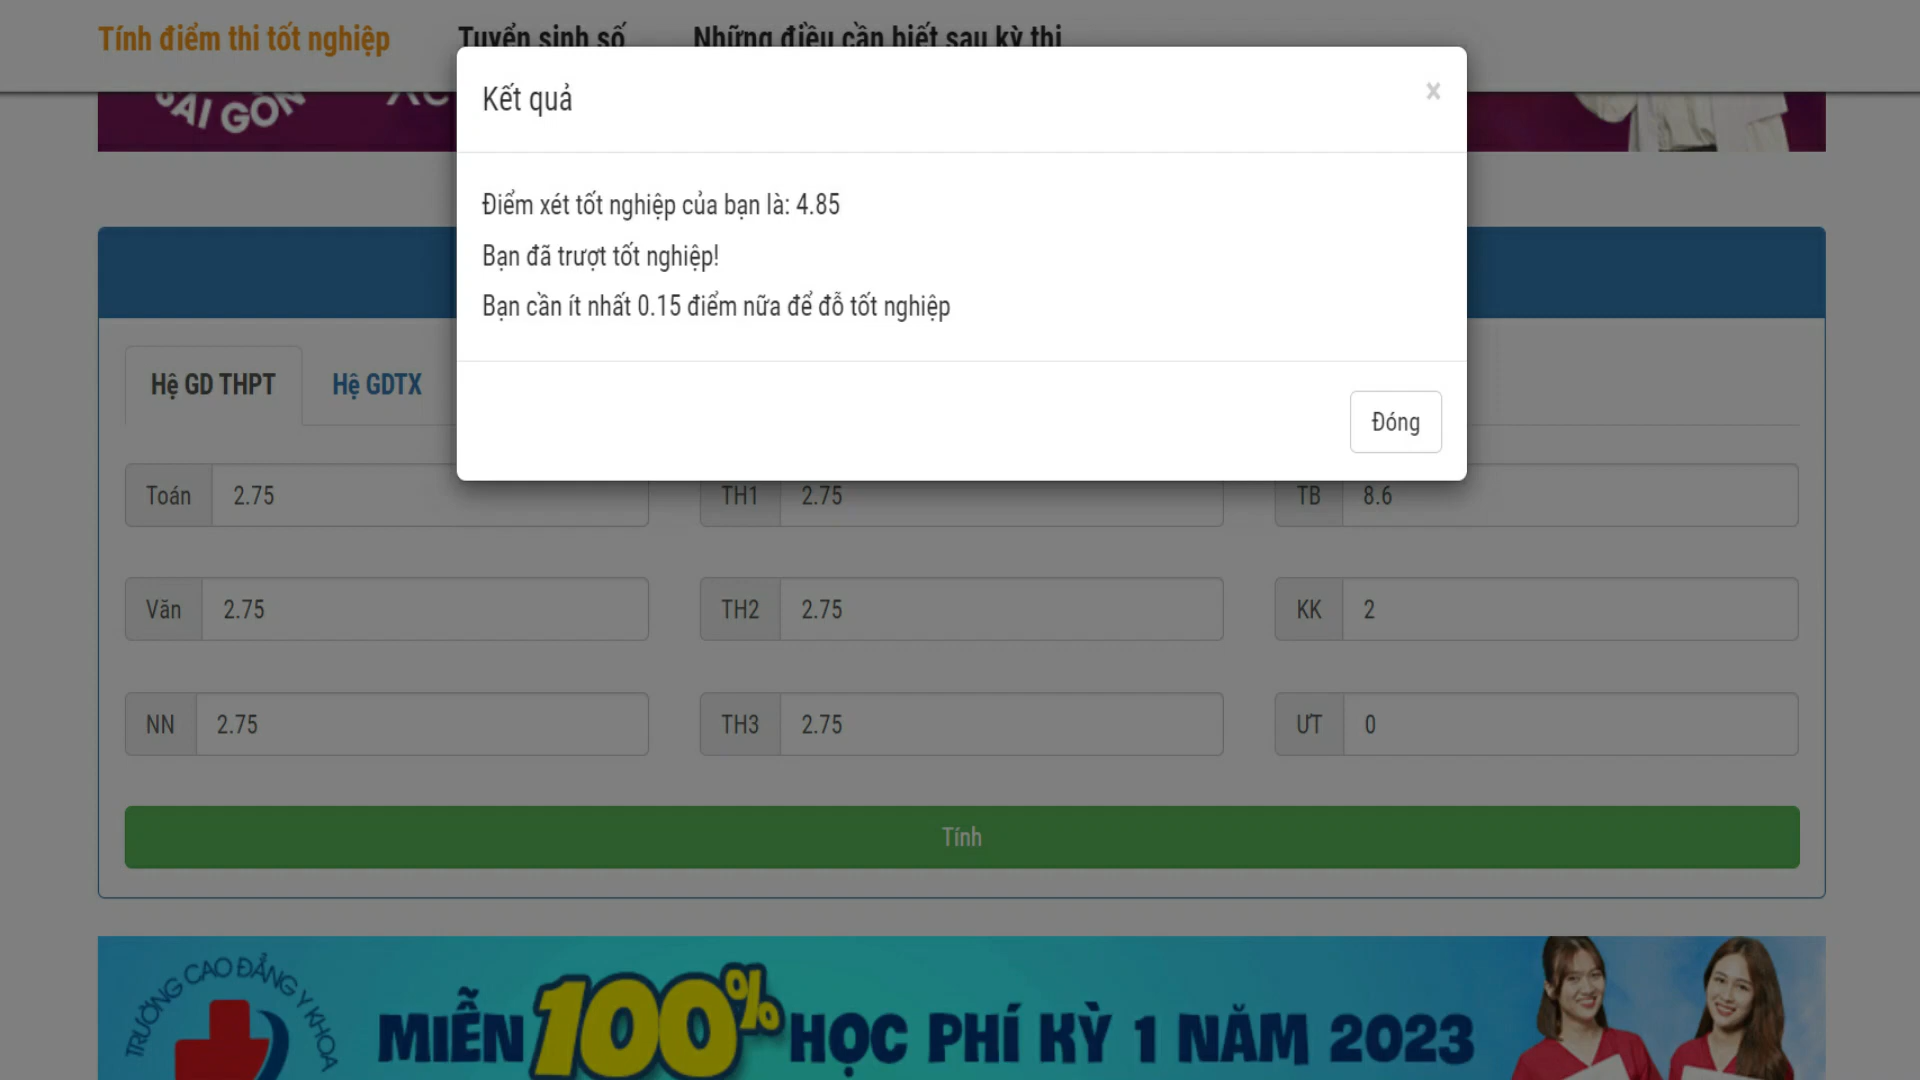 Tính điểm thi tốt nghiệp
Tuyển sinh số
Những điều cần biết sau kỳ thi
SÀI GÒN
Kết quả
×
Điểm xét tốt nghiệp của bạn là: 4.85
Bạn đã trượt tốt nghiệp!
Bạn cần ít nhất 0.15 điểm nữa để đỗ tốt nghiệp
Đóng
Hệ GD THPT
Hệ GDTX
Toán 2.75
TH1 2.75
TB 8.6
Văn 2.75
TH2 2.75
KK 2
NN 2.75
TH3 2.75
ƯT 0
Tính
TRƯỜNG CAO ĐẲNG Y KHOA
MIỄN 100% HỌC PHÍ KỲ 1 NĂM 2023